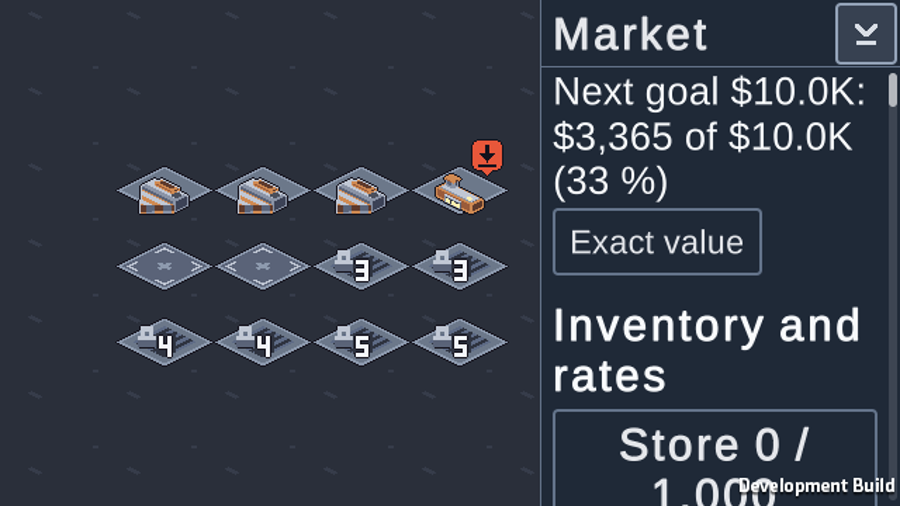 Market
Next goal $10.0K:
$3,365 of $10.0K
(33 %)
Exact value
3 3
4 4 5 5
Inventory and
rates
Store 0 /
1,000
Development Build